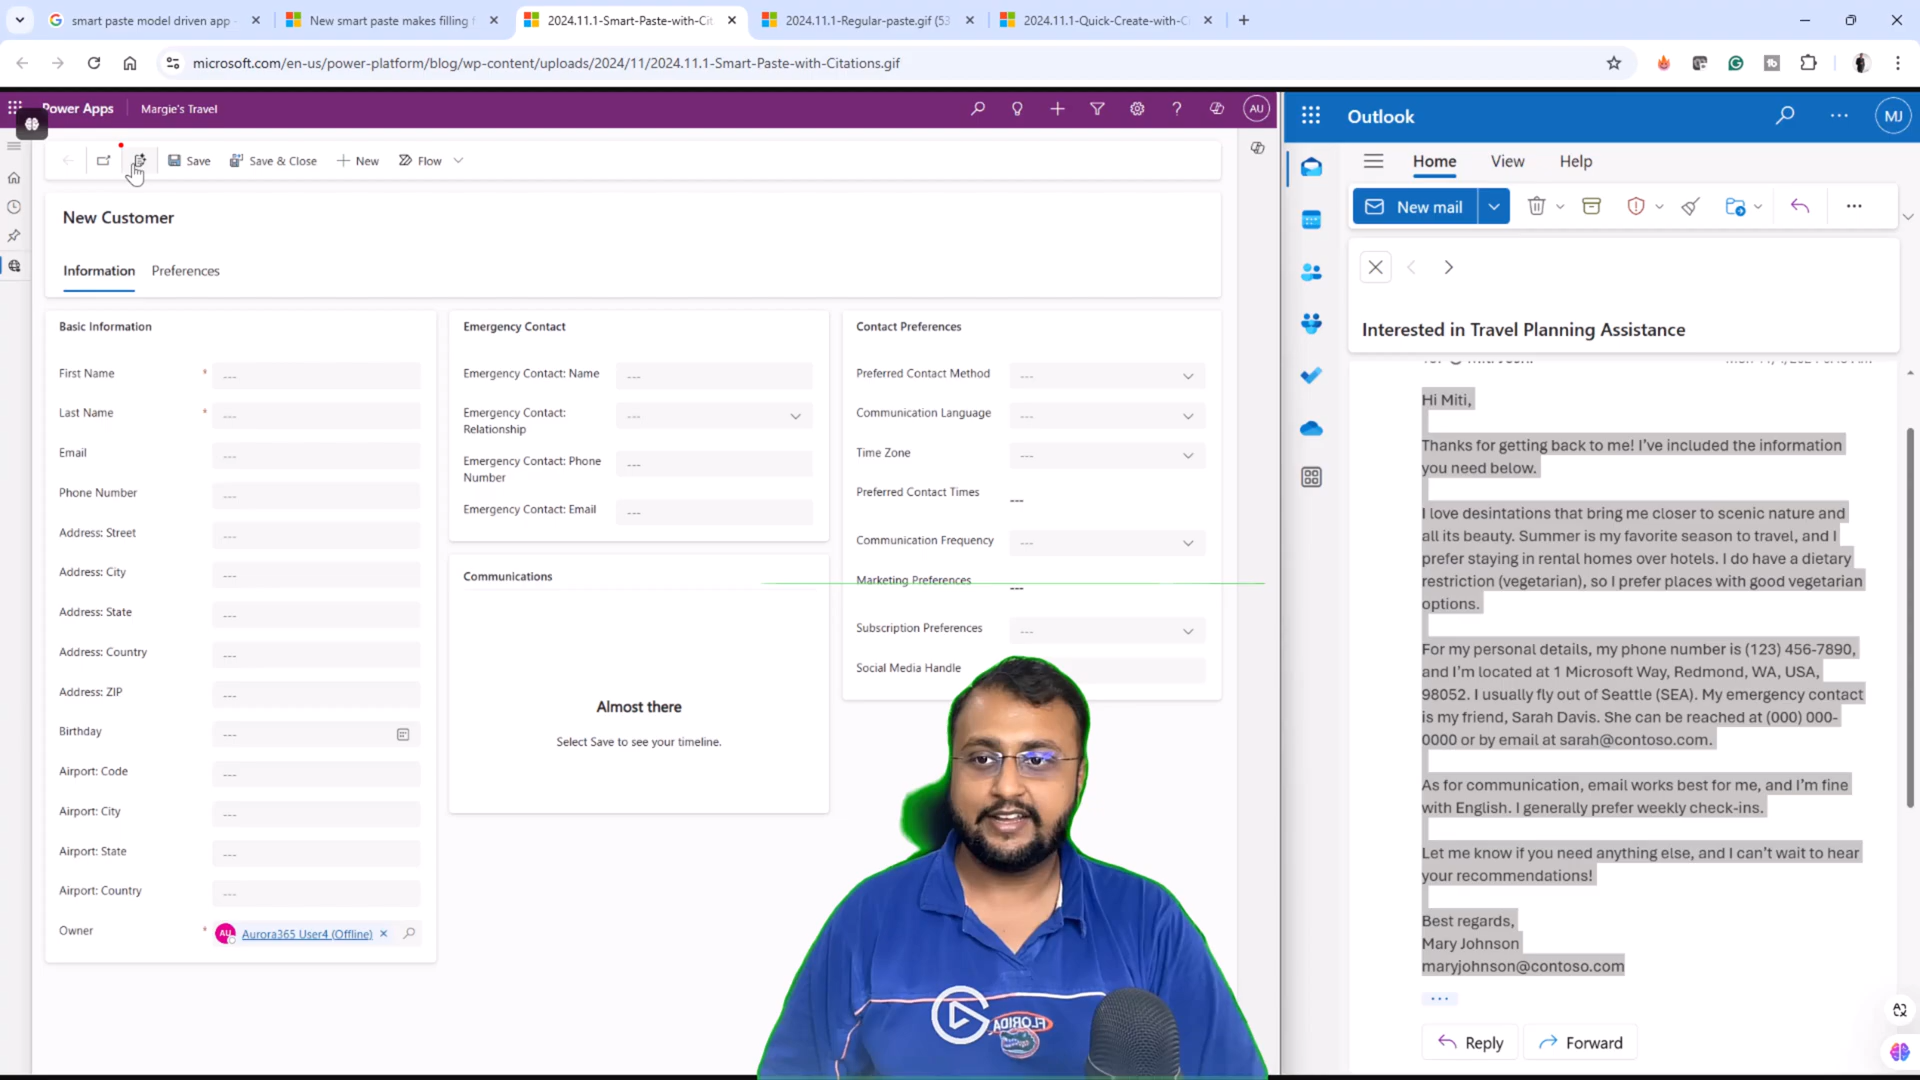 smart paste model driven app
New smart paste makes filling f
2024.11.1-Smart-Paste-with-Cit
2024.11.1-Regular-paste.gif (53
2024.11.1-Quick-Create-with-C
microsoft.com/en-us/power-platform/blog/wp-content/uploads/2024/11/2024.11.1-Smart-Paste-with-Citations.gif
Power Apps
Margie's Travel
AU
Save
Save & Close
New
Flow
New Customer
Information
Preferences
Basic Information
First Name * ---
Last Name * ---
Email ---
Phone Number ---
Address: Street ---
Address: City ---
Address: State ---
Address: Country ---
Address: ZIP ---
Birthday ---
Airport: Code ---
Airport: City ---
Airport: State ---
Airport: Country ---
Owner * AU Aurora365 User4 (Offline)
Emergency Contact
Emergency Contact: Name ---
Emergency Contact: ---
Relationship
Emergency Contact: Phone ---
Number
Emergency Contact: Email ---
Communications
Almost there
Select Save to see your timeline.
Contact Preferences
Preferred Contact Method ---
Communication Language ---
Time Zone ---
Preferred Contact Times ---
Communication Frequency ---
Marketing Preferences ---
Subscription Preferences ---
Social Media Handle
FLORIDA
Outlook
MJ
Home
View
Help
New mail
Interested in Travel Planning Assistance
Hi Miti,
Thanks for getting back to me! I've included the information
you need below.
I love desintations that bring me closer to scenic nature and
all its beauty. Summer is my favorite season to travel, and I
prefer staying in rental homes over hotels. I do have a dietary
restriction (vegetarian), so I prefer places with good vegetarian
options.
For my personal details, my phone number is (123) 456-7890,
and I'm located at 1 Microsoft Way, Redmond, WA, USA,
98052. I usually fly out of Seattle (SEA). My emergency contact
is my friend, Sarah Davis. She can be reached at (000) 000-
0000 or by email at sarah@contoso.com.
As for communication, email works best for me, and I'm fine
with English. I generally prefer weekly check-ins.
Let me know if you need anything else, and I can't wait to hear
your recommendations!
Best regards,
Mary Johnson
maryjohnson@contoso.com
Reply
Forward